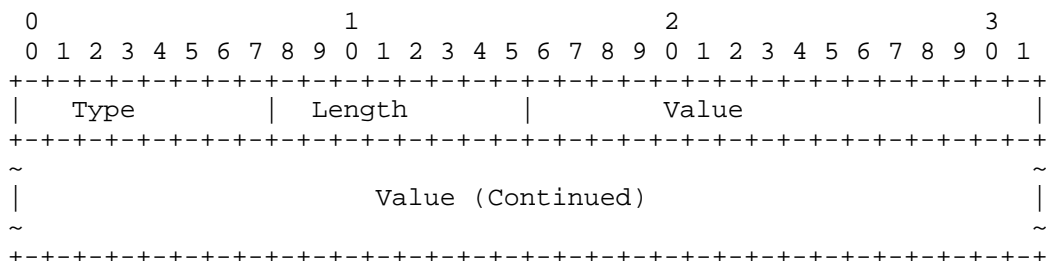 0                   1                   2                   3
 0 1 2 3 4 5 6 7 8 9 0 1 2 3 4 5 6 7 8 9 0 1 2 3 4 5 6 7 8 9 0 1
+-+-+-+-+-+-+-+-+-+-+-+-+-+-+-+-+-+-+-+-+-+-+-+-+-+-+-+-+-+-+-+-+
|   Type        |  Length       |        Value                  |
+-+-+-+-+-+-+-+-+-+-+-+-+-+-+-+-+-+-+-+-+-+-+-+-+-+-+-+-+-+-+-+-+
~                                                               ~
|                      Value (Continued)                        |
~                                                               ~
+-+-+-+-+-+-+-+-+-+-+-+-+-+-+-+-+-+-+-+-+-+-+-+-+-+-+-+-+-+-+-+-+